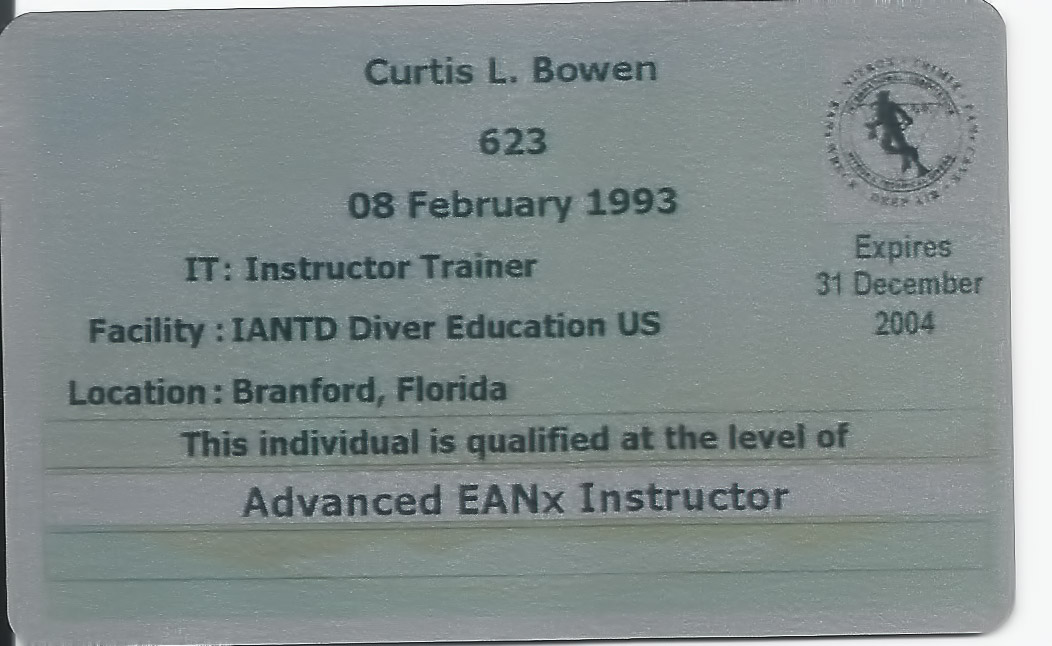 Curtis L. Bowen
623
08 February 1993
IT: Instructor Trainer
Facility : IANTD Diver Education US
Location : Branford, Florida
Expires
31 December
2004
This individual is qualified at the level of
Advanced EANx Instructor